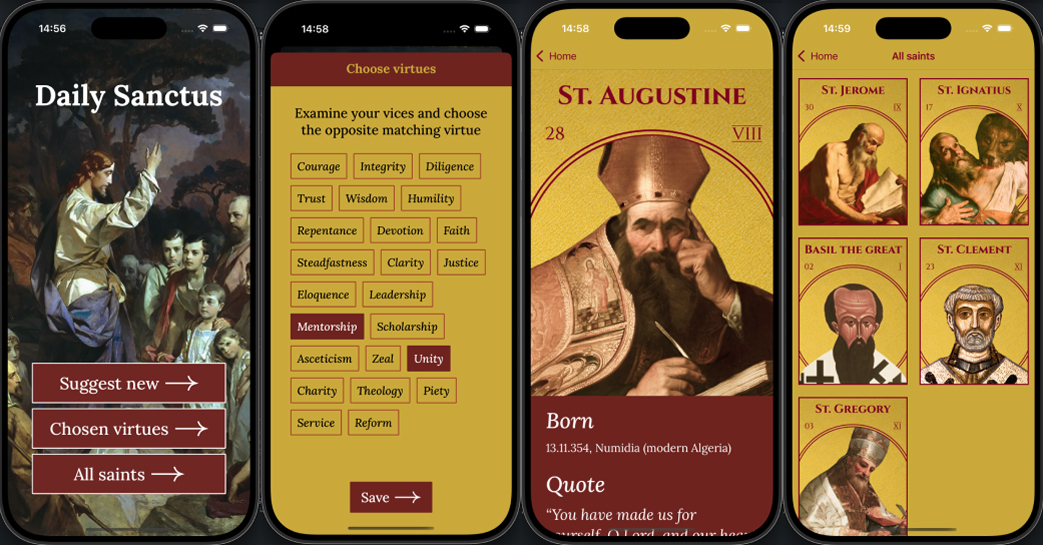 14:56
Daily Sanctus
Suggest new →
Chosen virtues →
All saints →
14:58
Choose virtues
Examine your vices and choose
the opposite matching virtue
Courage Integrity Diligence
Trust Wisdom Humility
Repentance Devotion Faith
Steadfastness Clarity Justice
Eloquence Leadership
Mentorship Scholarship
Asceticism Zeal Unity
Charity Theology Piety
Service Reform
Save →
14:58
Home
St. Augustine
28 VIII
Born
13.11.354, Numidia (modern Algeria)
Quote
“You have made us for
yourself, O Lord, and our
14:59
Home All saints
St. Jerome
30 IX
St. Ignatius
17 X
Basil the Great
02 I
St. Clement
23 XI
St. Gregory
03